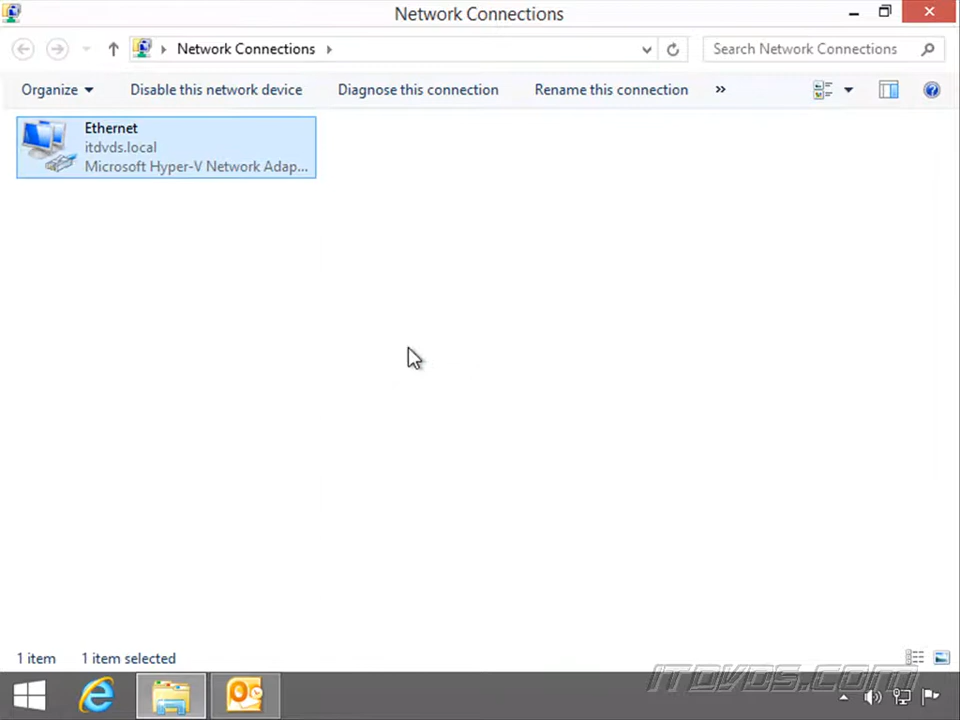 Network Connections
Network Connections
Search Network Connections
Organize
Disable this network device
Diagnose this connection
Rename this connection
»
Ethernet
itdvds.local
Microsoft Hyper-V Network Adap...
1 item
1 item selected
ITDVDS.COM